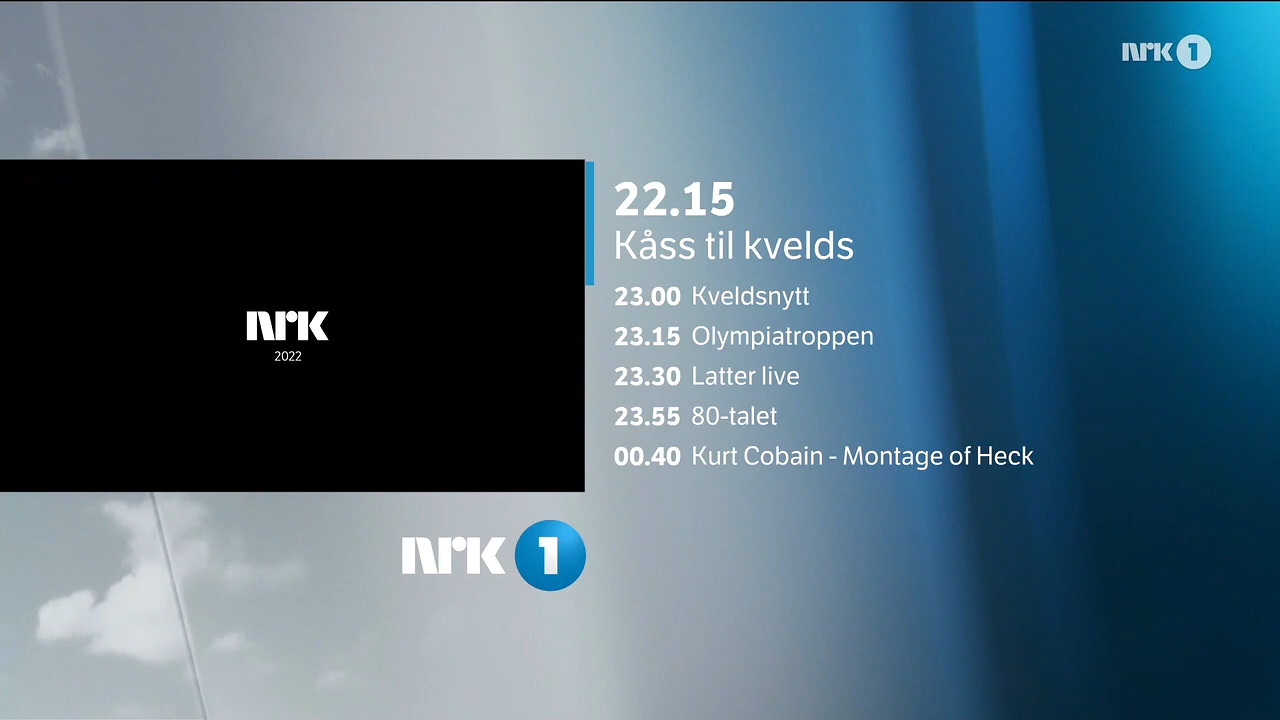 nrk 1
22.15
Kåss til kvelds
23.00 Kveldsnytt
23.15 Olympiatroppen
23.30 Latter live
23.55 80-talet
00.40 Kurt Cobain - Montage of Heck
nrk
2022
nrk 1